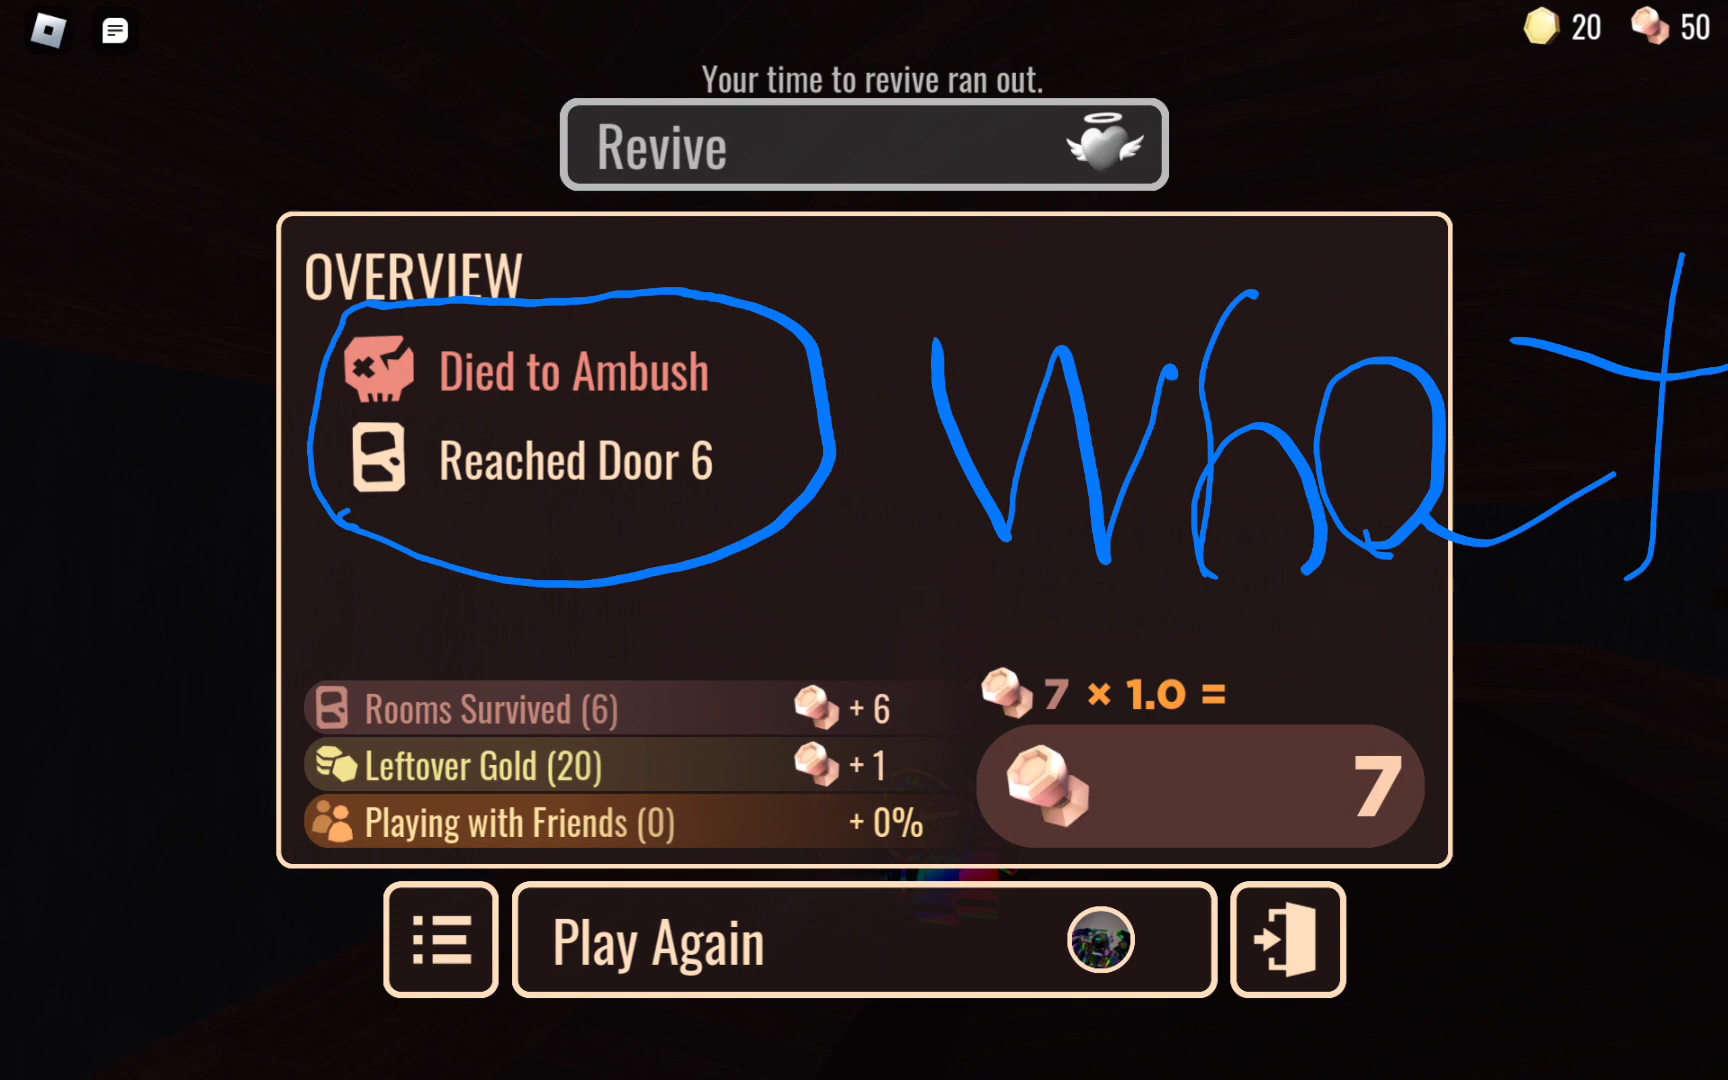 20 50
Your time to revive ran out.
Revive
OVERVIEW
Died to Ambush
Reached Door 6
What
Rooms Survived (6) + 6
Leftover Gold (20) + 1
Playing with Friends (0) + 0%
7 × 1.0 =
7
Play Again